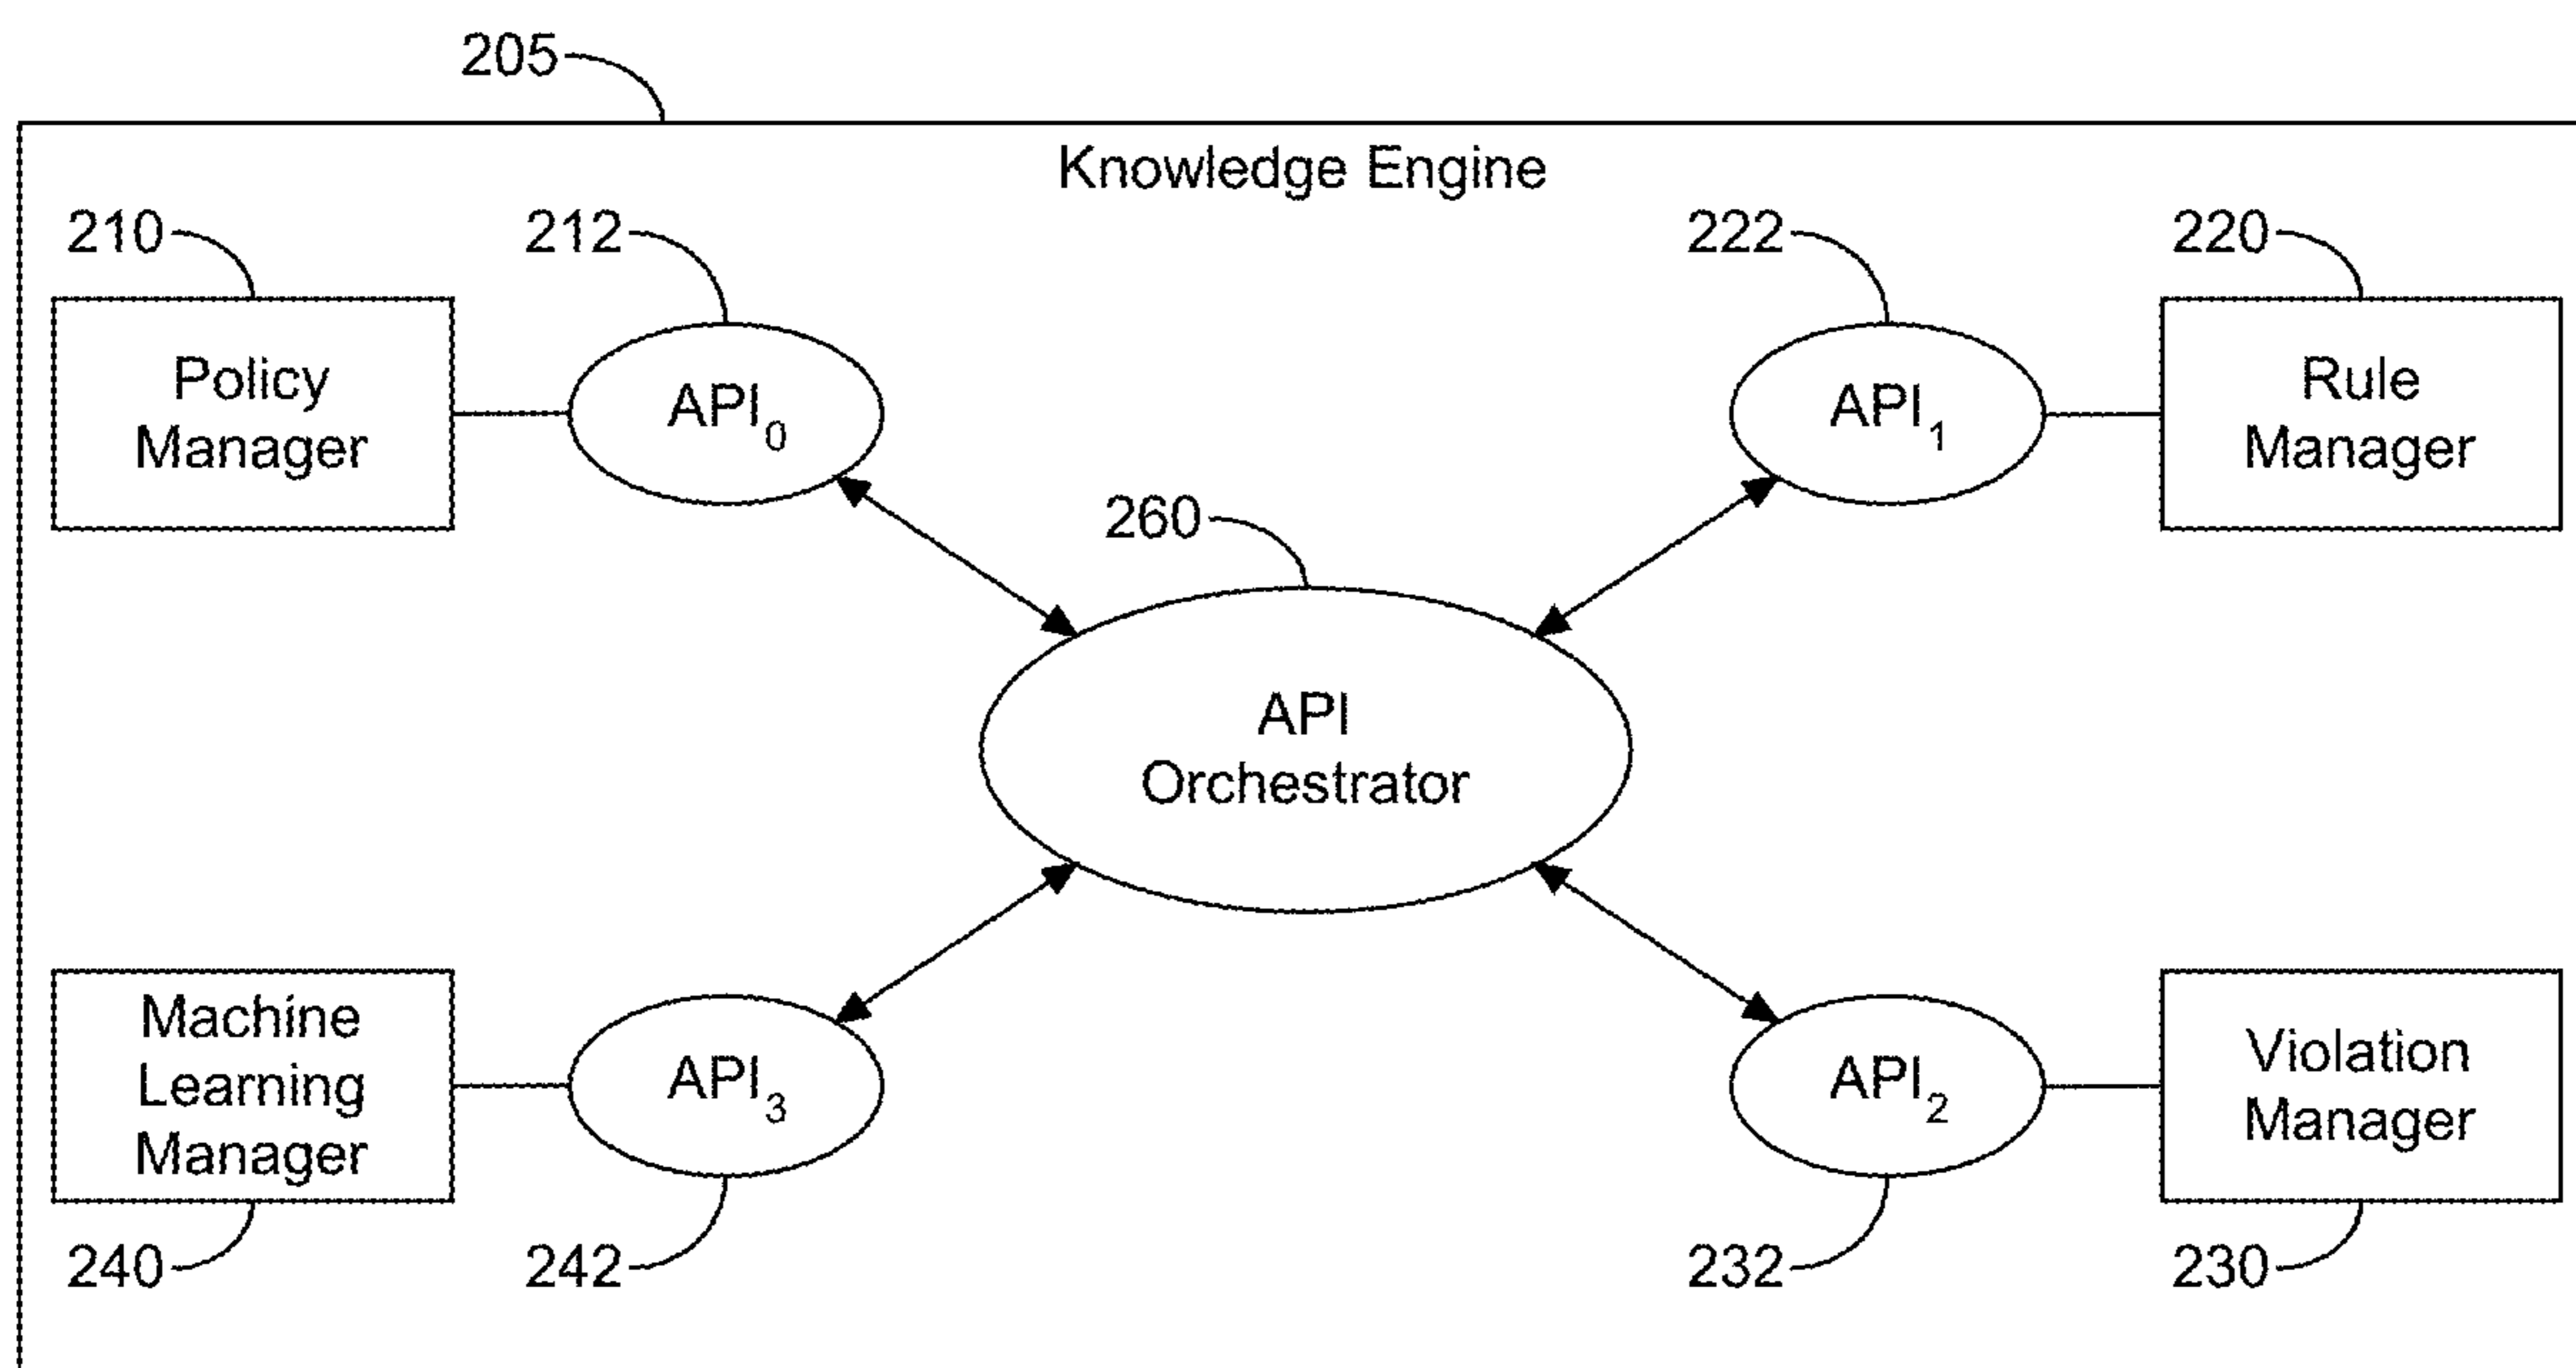 205
Knowledge Engine
210
212
222
220
Policy
Manager
API₀
API₁
Rule
Manager
260
API
Orchestrator
Machine
Learning
Manager
API₃
API₂
Violation
Manager
240
242
232
230